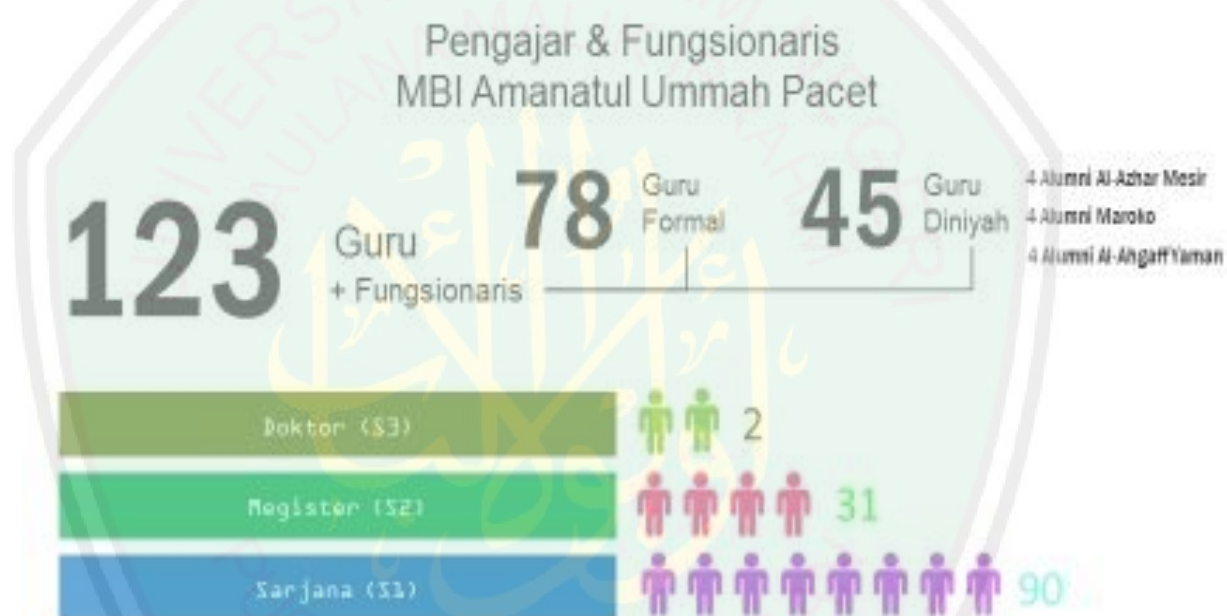 Pengajar & Fungsionaris
MBI Amanatul Ummah Pacet
123
Guru
+ Fungsionaris
78
Guru
Formal
45
Guru
Diniyah
4 Alumni Al-Azhar Mesir
4 Alumni Maroko
4 Alumni Al-Ahgaff Yaman
Doktor (S3)
2
Megister (S2)
31
Sarjana (S1)
90